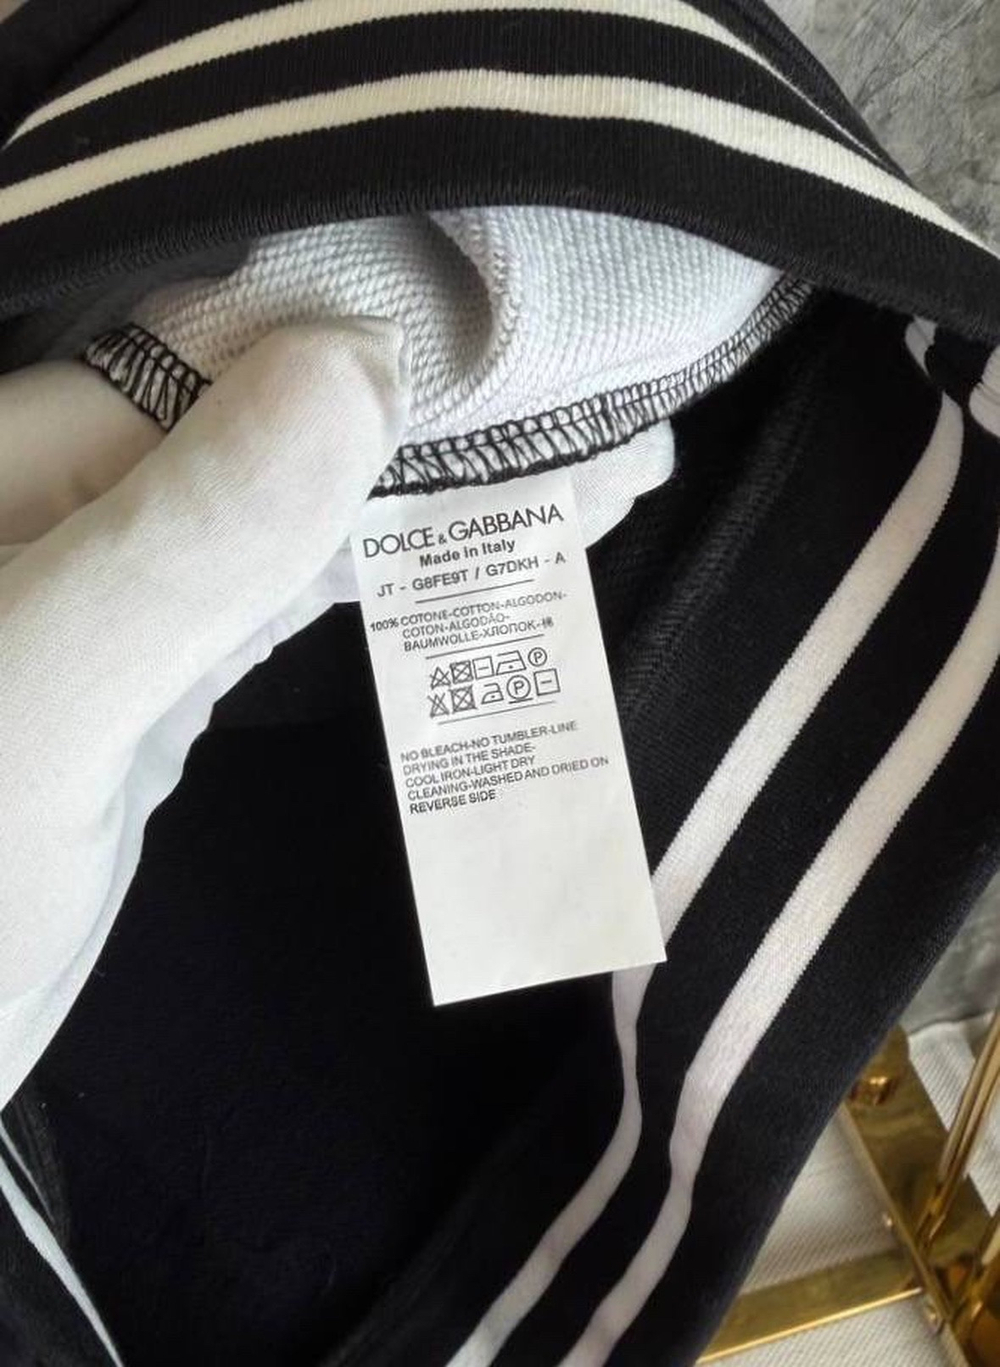 DOLCE & GABBANA
Made in Italy
JT - G8FE9T / G7DKH - A
100% COTONE-COTTON-ALGODON-
COTON-ALGODÃO-
BAUMWOLLE-ХЛОПОК-棉
P
P
NO BLEACH-NO TUMBLER-LINE
DRYING IN THE SHADE-
COOL IRON-LIGHT DRY
CLEANING-WASHED AND DRIED ON
REVERSE SIDE